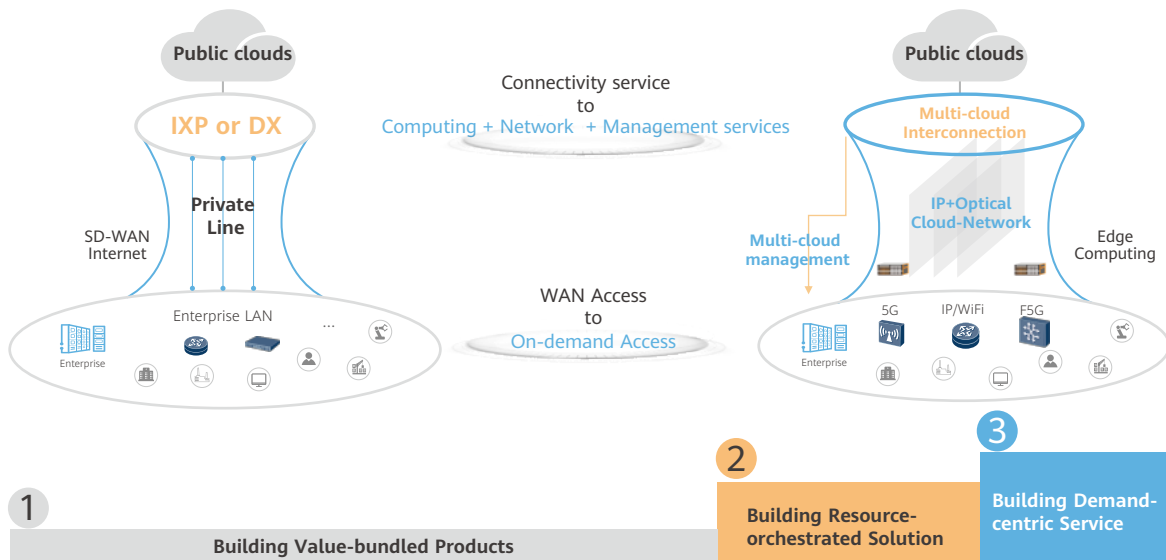 Public clouds
IXP or DX
Private
Line
SD-WAN
Internet
Enterprise LAN
...
Enterprise
Connectivity service
to
Computing + Network + Management services
WAN Access
to
On-demand Access
Public clouds
Multi-cloud
Interconnection
IP+Optical
Cloud-Network
Multi-cloud
management
Edge
Computing
5G
IP/WiFi
F5G
Enterprise
1
Building Value-bundled Products
2
Building Resource-
orchestrated Solution
3
Building Demand-
centric Service